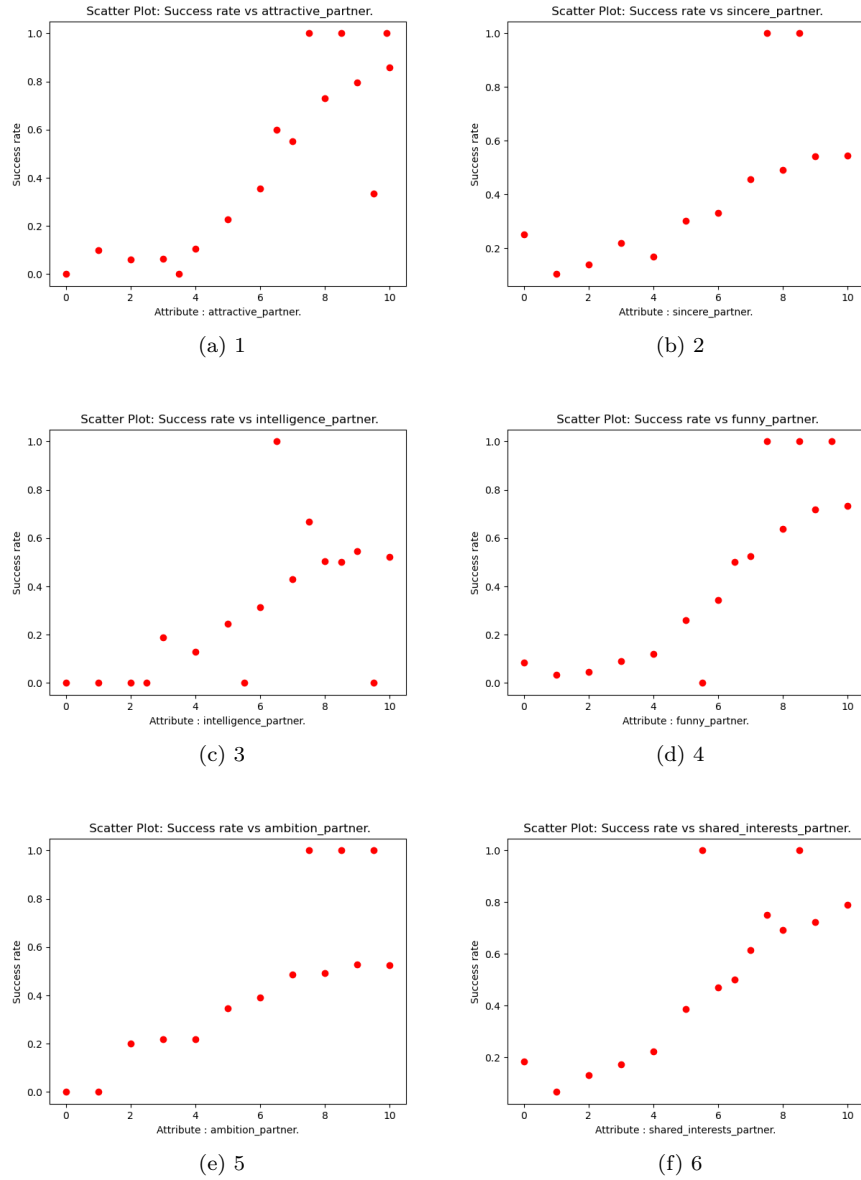 Scatter Plot: Success rate vs attractive_partner.
1.0
0.8
0.6
0.4
0.2
0.0
Success rate
0 2 4 6 8 10
Attribute : attractive_partner.
(a) 1
Scatter Plot: Success rate vs sincere_partner.
1.0
0.8
0.6
0.4
0.2
Success rate
0 2 4 6 8 10
Attribute : sincere_partner.
(b) 2
Scatter Plot: Success rate vs intelligence_partner.
1.0
0.8
0.6
0.4
0.2
0.0
Success rate
0 2 4 6 8 10
Attribute : intelligence_partner.
(c) 3
Scatter Plot: Success rate vs funny_partner.
1.0
0.8
0.6
0.4
0.2
0.0
Success rate
0 2 4 6 8 10
Attribute : funny_partner.
(d) 4
Scatter Plot: Success rate vs ambition_partner.
1.0
0.8
0.6
0.4
0.2
0.0
Success rate
0 2 4 6 8 10
Attribute : ambition_partner.
(e) 5
Scatter Plot: Success rate vs shared_interests_partner.
1.0
0.8
0.6
0.4
0.2
Success rate
0 2 4 6 8 10
Attribute : shared_interests_partner.
(f) 6